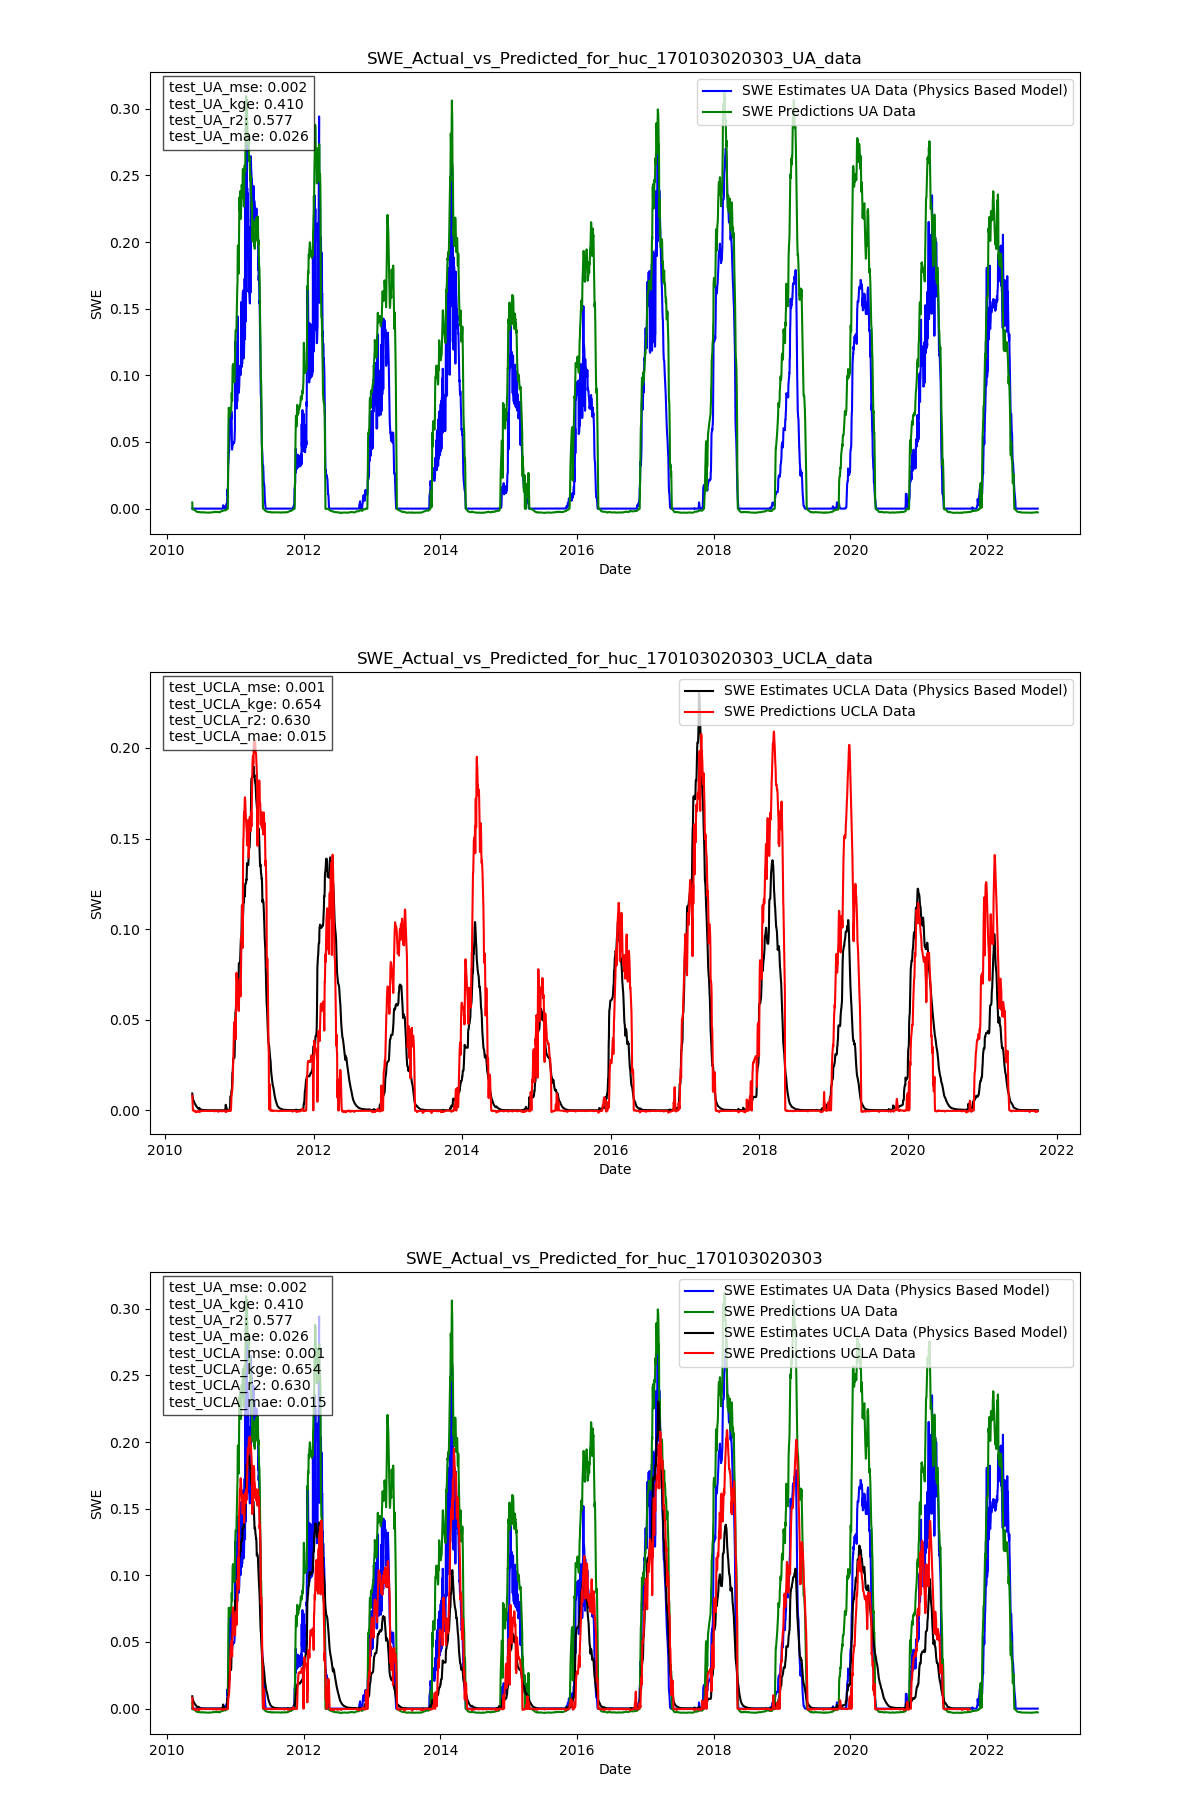 SWE_Actual_vs_Predicted_for_huc_170103020303_UA_data
test_UA_mse: 0.002
test_UA_kge: 0.410
test_UA_r2: 0.577
test_UA_mae: 0.026
SWE Estimates UA Data (Physics Based Model)
SWE Predictions UA Data
0.30
0.25
0.20
0.15
0.10
0.05
0.00
SWE
2010
2012
2014
2016
2018
2020
2022
Date
SWE_Actual_vs_Predicted_for_huc_170103020303_UCLA_data
test_UCLA_mse: 0.001
test_UCLA_kge: 0.654
test_UCLA_r2: 0.630
test_UCLA_mae: 0.015
SWE Estimates UCLA Data (Physics Based Model)
SWE Predictions UCLA Data
0.20
0.15
0.10
0.05
0.00
SWE
2010
2012
2014
2016
2018
2020
2022
Date
SWE_Actual_vs_Predicted_for_huc_170103020303
test_UA_mse: 0.002
test_UA_kge: 0.410
test_UA_r2: 0.577
test_UA_mae: 0.026
test_UCLA_mse: 0.001
test_UCLA_kge: 0.654
test_UCLA_r2: 0.630
test_UCLA_mae: 0.015
SWE Estimates UA Data (Physics Based Model)
SWE Predictions UA Data
SWE Estimates UCLA Data (Physics Based Model)
SWE Predictions UCLA Data
0.30
0.25
0.20
0.15
0.10
0.05
0.00
SWE
2010
2012
2014
2016
2018
2020
2022
Date